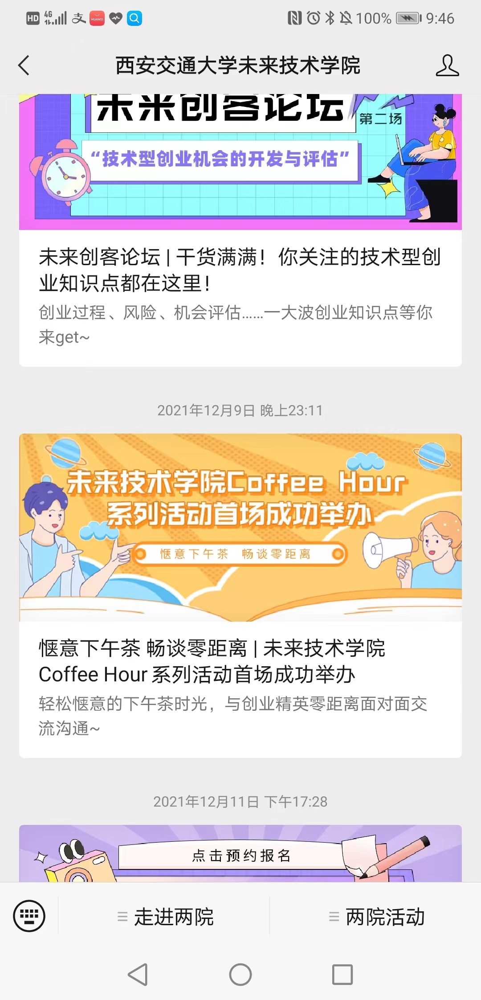 HD 4G 支 HUAWEI 100% 9:46
西安交通大学未来技术学院
未来创客论坛
第二场
“技术型创业机会的开发与评估”
未来创客论坛 | 干货满满！你关注的技术型创
业知识点都在这里！
创业过程、风险、机会评估......一大波创业知识点等你
来get~
2021年12月9日 晚上23:11
未来技术学院Coffee Hour
系列活动首场成功举办
惬意下午茶 畅谈零距离
惬意下午茶 畅谈零距离 | 未来技术学院
Coffee Hour 系列活动首场成功举办
轻松惬意的下午茶时光，与创业精英零距离面对面交
流沟通~
2021年12月11日 下午17:28
点击预约报名
走进两院
两院活动